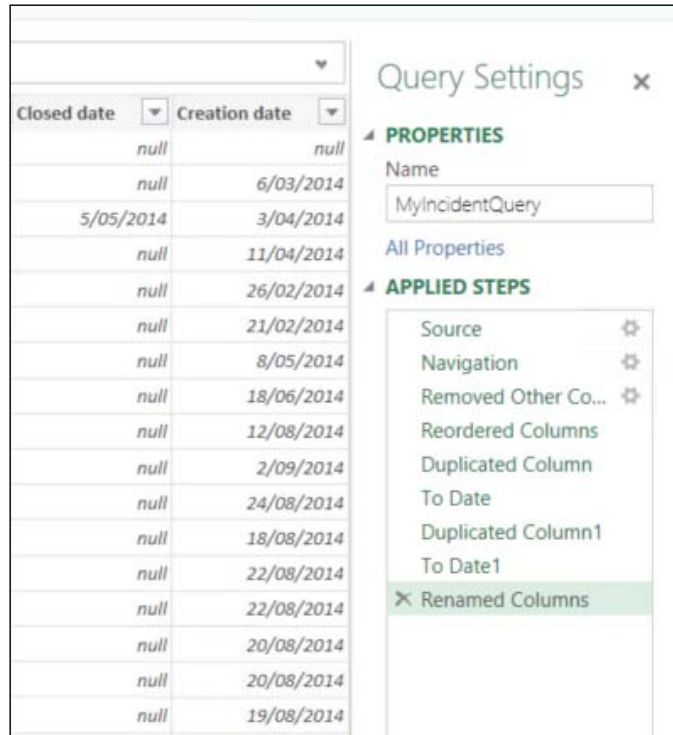 Closed date Creation date
null null
null 6/03/2014
5/05/2014 3/04/2014
null 11/04/2014
null 26/02/2014
null 21/02/2014
null 8/05/2014
null 18/06/2014
null 12/08/2014
null 2/09/2014
null 24/08/2014
null 18/08/2014
null 22/08/2014
null 22/08/2014
null 20/08/2014
null 20/08/2014
null 19/08/2014
Query Settings
PROPERTIES
Name
MyIncidentQuery
All Properties
APPLIED STEPS
Source
Navigation
Removed Other Co...
Reordered Columns
Duplicated Column
To Date
Duplicated Column1
To Date1
Renamed Columns